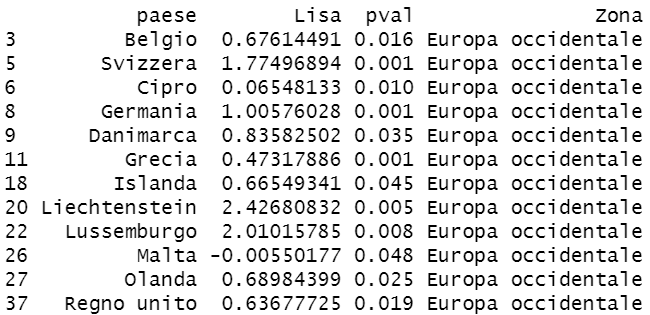 paese Lisa pval Zona
3 Belgio 0.67614491 0.016 Europa occidentale
5 Svizzera 1.77496894 0.001 Europa occidentale
6 Cipro 0.06548133 0.010 Europa occidentale
8 Germania 1.00576028 0.001 Europa occidentale
9 Danimarca 0.83582502 0.035 Europa occidentale
11 Grecia 0.47317886 0.001 Europa occidentale
18 Islanda 0.66549341 0.045 Europa occidentale
20 Liechtenstein 2.42680832 0.005 Europa occidentale
22 Lussemburgo 2.01015785 0.008 Europa occidentale
26 Malta -0.00550177 0.048 Europa occidentale
27 Olanda 0.68984399 0.025 Europa occidentale
37 Regno unito 0.63677725 0.019 Europa occidentale